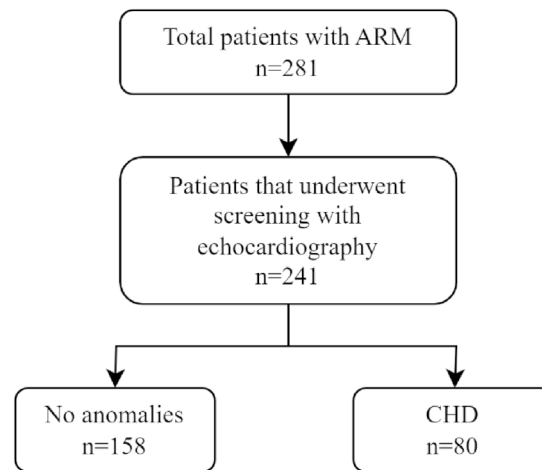 Total patients with ARM
n=281
Patients that underwent
screening with
echocardiography
n=241
No anomalies
n=158
CHD
n=80